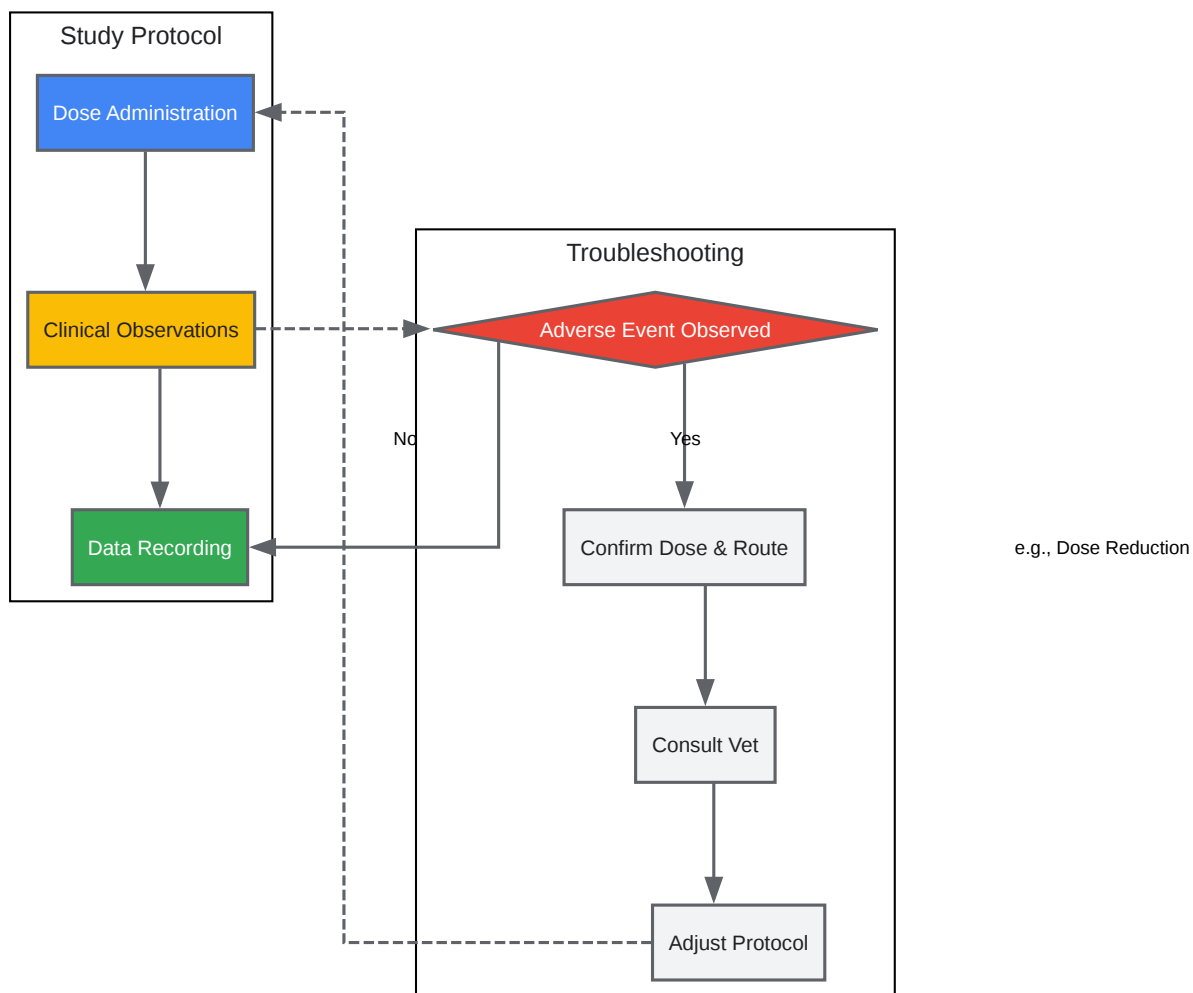 Study Protocol
Dose Administration
Troubleshooting
Clinical Observations
Adverse Event Observed
No
Yes
Data Recording
Confirm Dose & Route
e.g., Dose Reduction
Consult Vet
Adjust Protocol